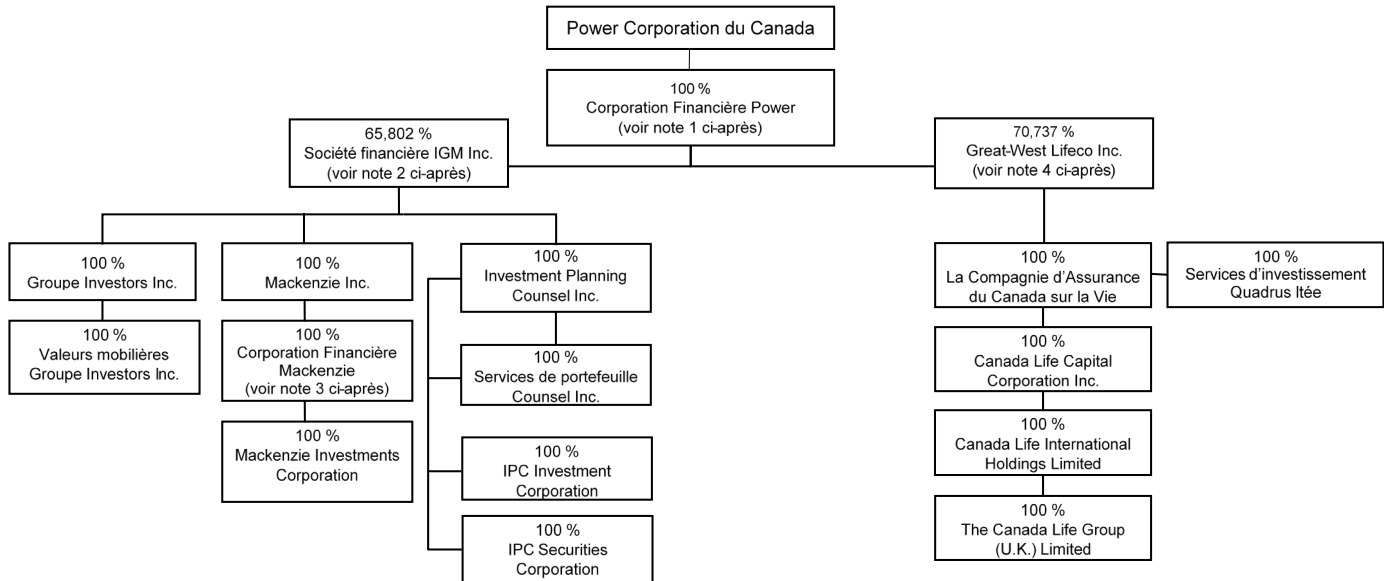 Power Corporation du Canada
100 %
Corporation Financière Power
(voir note 1 ci-après)
65,802 %
Société financière IGM Inc.
(voir note 2 ci-après)
70,737 %
Great-West Lifeco Inc.
(voir note 4 ci-après)
100 %
Groupe Investors Inc.
100 %
Valeurs mobilières
Groupe Investors Inc.
100 %
Mackenzie Inc.
100 %
Corporation Financière
Mackenzie
(voir note 3 ci-après)
100 %
Mackenzie Investments
Corporation
100 %
Investment Planning
Counsel Inc.
100 %
Services de portefeuille
Counsel Inc.
100 %
IPC Investment
Corporation
100 %
IPC Securities
Corporation
100 %
La Compagnie d'Assurance
du Canada sur la Vie
100 %
Services d'investissement
Quadrus ltée
100 %
Canada Life Capital
Corporation Inc.
100 %
Canada Life International
Holdings Limited
100 %
The Canada Life Group
(U.K.) Limited